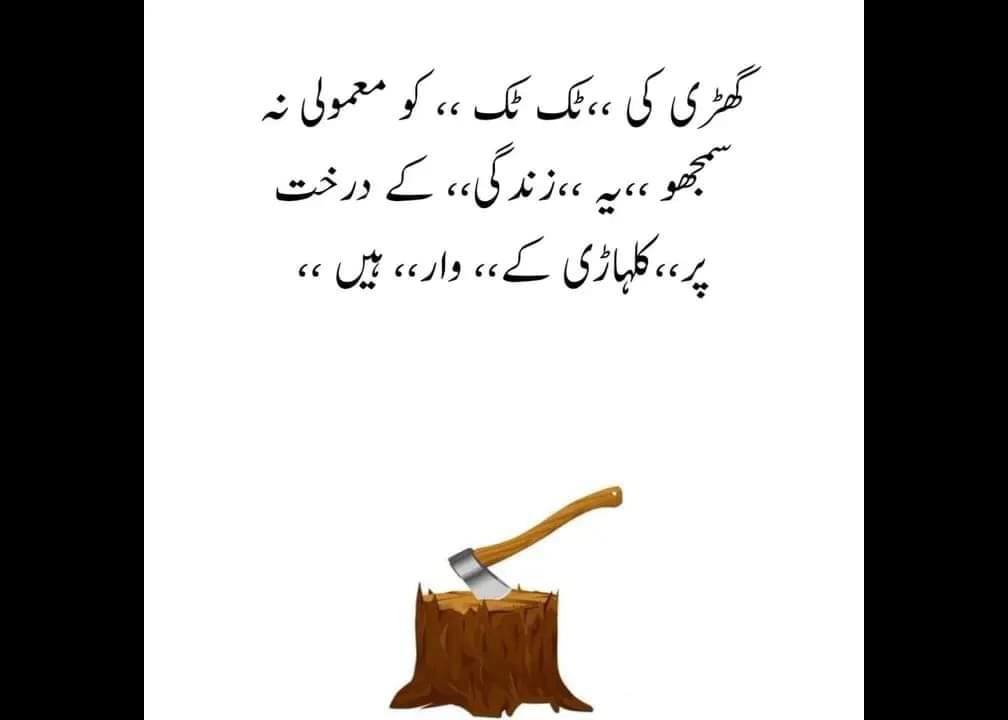 گھڑی کی ،،ٹک ٹک ،، کو معمولی نہ
سمجھو ،،یہ ،،زندگی،، کے درخت
پر،،کلہاڑی کے،، وار،، ہیں ،،